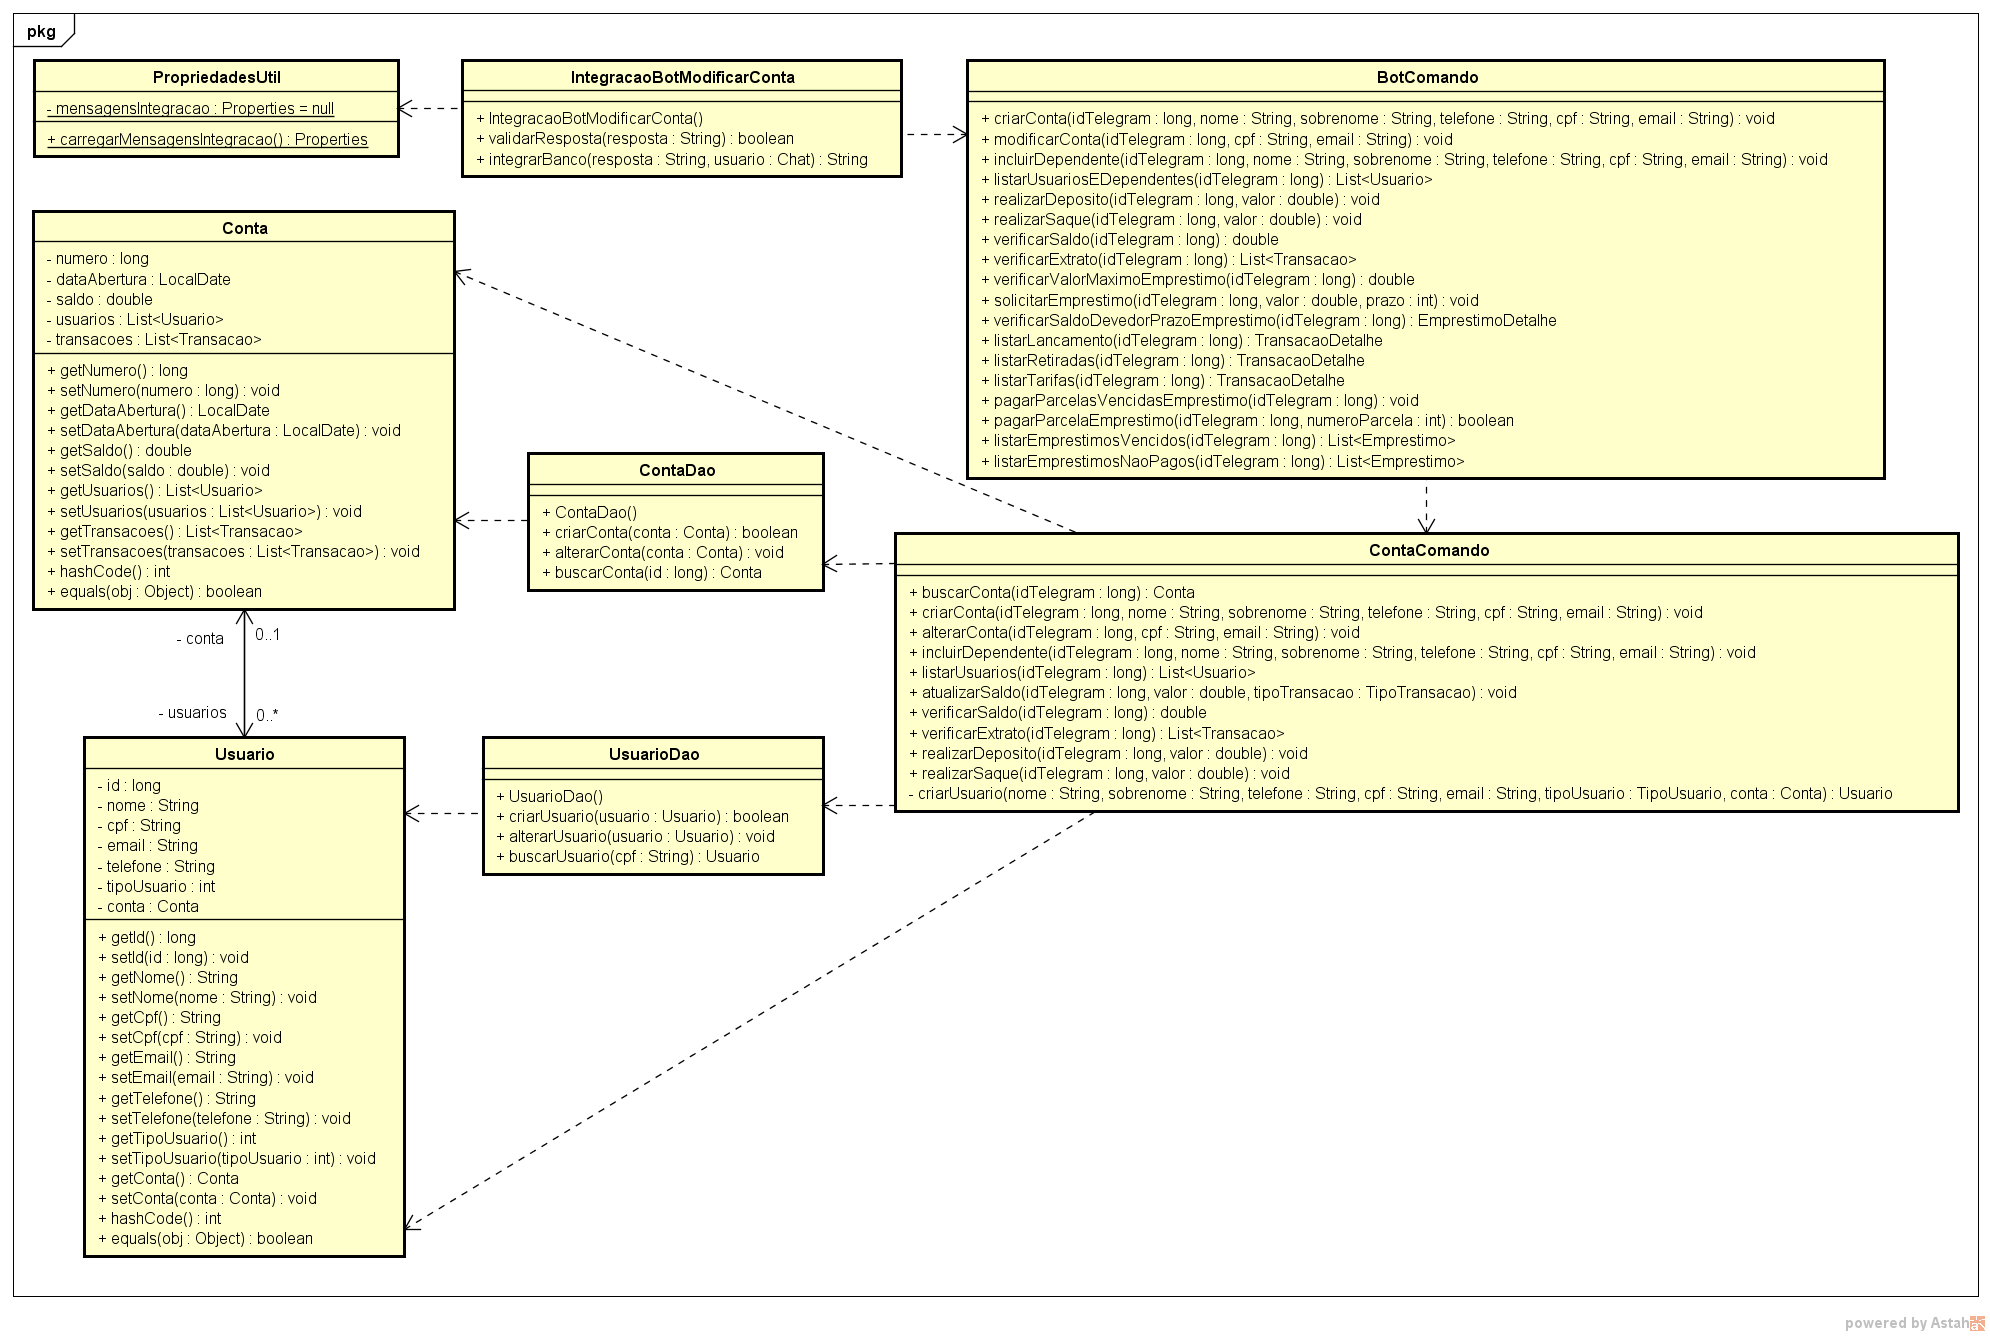 pkg
PropriedadesUtil
- mensagensIntegracao : Properties = null
+ carregarMensagensIntegracao() : Properties
IntegracaoBotModificarConta
+ IntegracaoBotModificarConta()
+ validarResposta(resposta : String) : boolean
+ integrarBanco(resposta : String, usuario : Chat) : String
BotComando
+ criarConta(idTelegram : long, nome : String, sobrenome : String, telefone : String, cpf : String, email : String) : void
+ modificarConta(idTelegram : long, cpf : String, email : String) : void
+ incluirDependente(idTelegram : long, nome : String, sobrenome : String, telefone : String, cpf : String, email : String) : void
+ listarUsuariosEDependentes(idTelegram : long) : List<Usuario>
+ realizarDeposito(idTelegram : long, valor : double) : void
+ realizarSaque(idTelegram : long, valor : double) : void
+ verificarSaldo(idTelegram : long) : double
+ verificarExtrato(idTelegram : long) : List<Transacao>
+ verificarValorMaximoEmprestimo(idTelegram : long) : double
+ solicitarEmprestimo(idTelegram : long, valor : double, prazo : int) : void
+ verificarSaldoDevedorPrazoEmprestimo(idTelegram : long) : EmprestimoDetalhe
+ listarLancamento(idTelegram : long) : TransacaoDetalhe
+ listarRetiradas(idTelegram : long) : TransacaoDetalhe
+ listarTarifas(idTelegram : long) : TransacaoDetalhe
+ pagarParcelasVencidasEmprestimo(idTelegram : long) : void
+ pagarParcelaEmprestimo(idTelegram : long, numeroParcela : int) : boolean
+ listarEmprestimosVencidos(idTelegram : long) : List<Emprestimo>
+ listarEmprestimosNaoPagos(idTelegram : long) : List<Emprestimo>
Conta
- numero : long
- dataAbertura : LocalDate
- saldo : double
- usuarios : List<Usuario>
- transacoes : List<Transacao>
+ getNumero() : long
+ setNumero(numero : long) : void
+ getDataAbertura() : LocalDate
+ setDataAbertura(dataAbertura : LocalDate) : void
+ getSaldo() : double
+ setSaldo(saldo : double) : void
+ getUsuarios() : List<Usuario>
+ setUsuarios(usuarios : List<Usuario>) : void
+ getTransacoes() : List<Transacao>
+ setTransacoes(transacoes : List<Transacao>) : void
+ hashCode() : int
+ equals(obj : Object) : boolean
ContaDao
+ ContaDao()
+ criarConta(conta : Conta) : boolean
+ alterarConta(conta : Conta) : void
+ buscarConta(id : long) : Conta
ContaComando
+ buscarConta(idTelegram : long) : Conta
+ criarConta(idTelegram : long, nome : String, sobrenome : String, telefone : String, cpf : String, email : String) : void
+ alterarConta(idTelegram : long, cpf : String, email : String) : void
+ incluirDependente(idTelegram : long, nome : String, sobrenome : String, telefone : String, cpf : String, email : String) : void
+ listarUsuarios(idTelegram : long) : List<Usuario>
+ atualizarSaldo(idTelegram : long, valor : double, tipoTransacao : TipoTransacao) : void
+ verificarSaldo(idTelegram : long) : double
+ verificarExtrato(idTelegram : long) : List<Transacao>
+ realizarDeposito(idTelegram : long, valor : double) : void
+ realizarSaque(idTelegram : long, valor : double) : void
- criarUsuario(nome : String, sobrenome : String, telefone : String, cpf : String, email : String, tipoUsuario : TipoUsuario, conta : Conta) : Usuario
- conta
0..1
- usuarios
0..*
Usuario
- id : long
- nome : String
- cpf : String
- email : String
- telefone : String
- tipoUsuario : int
- conta : Conta
+ getId() : long
+ setId(id : long) : void
+ getNome() : String
+ setNome(nome : String) : void
+ getCpf() : String
+ setCpf(cpf : String) : void
+ getEmail() : String
+ setEmail(email : String) : void
+ getTelefone() : String
+ setTelefone(telefone : String) : void
+ getTipoUsuario() : int
+ setTipoUsuario(tipoUsuario : int) : void
+ getConta() : Conta
+ setConta(conta : Conta) : void
+ hashCode() : int
+ equals(obj : Object) : boolean
UsuarioDao
+ UsuarioDao()
+ criarUsuario(usuario : Usuario) : boolean
+ alterarUsuario(usuario : Usuario) : void
+ buscarUsuario(cpf : String) : Usuario
powered by Astah